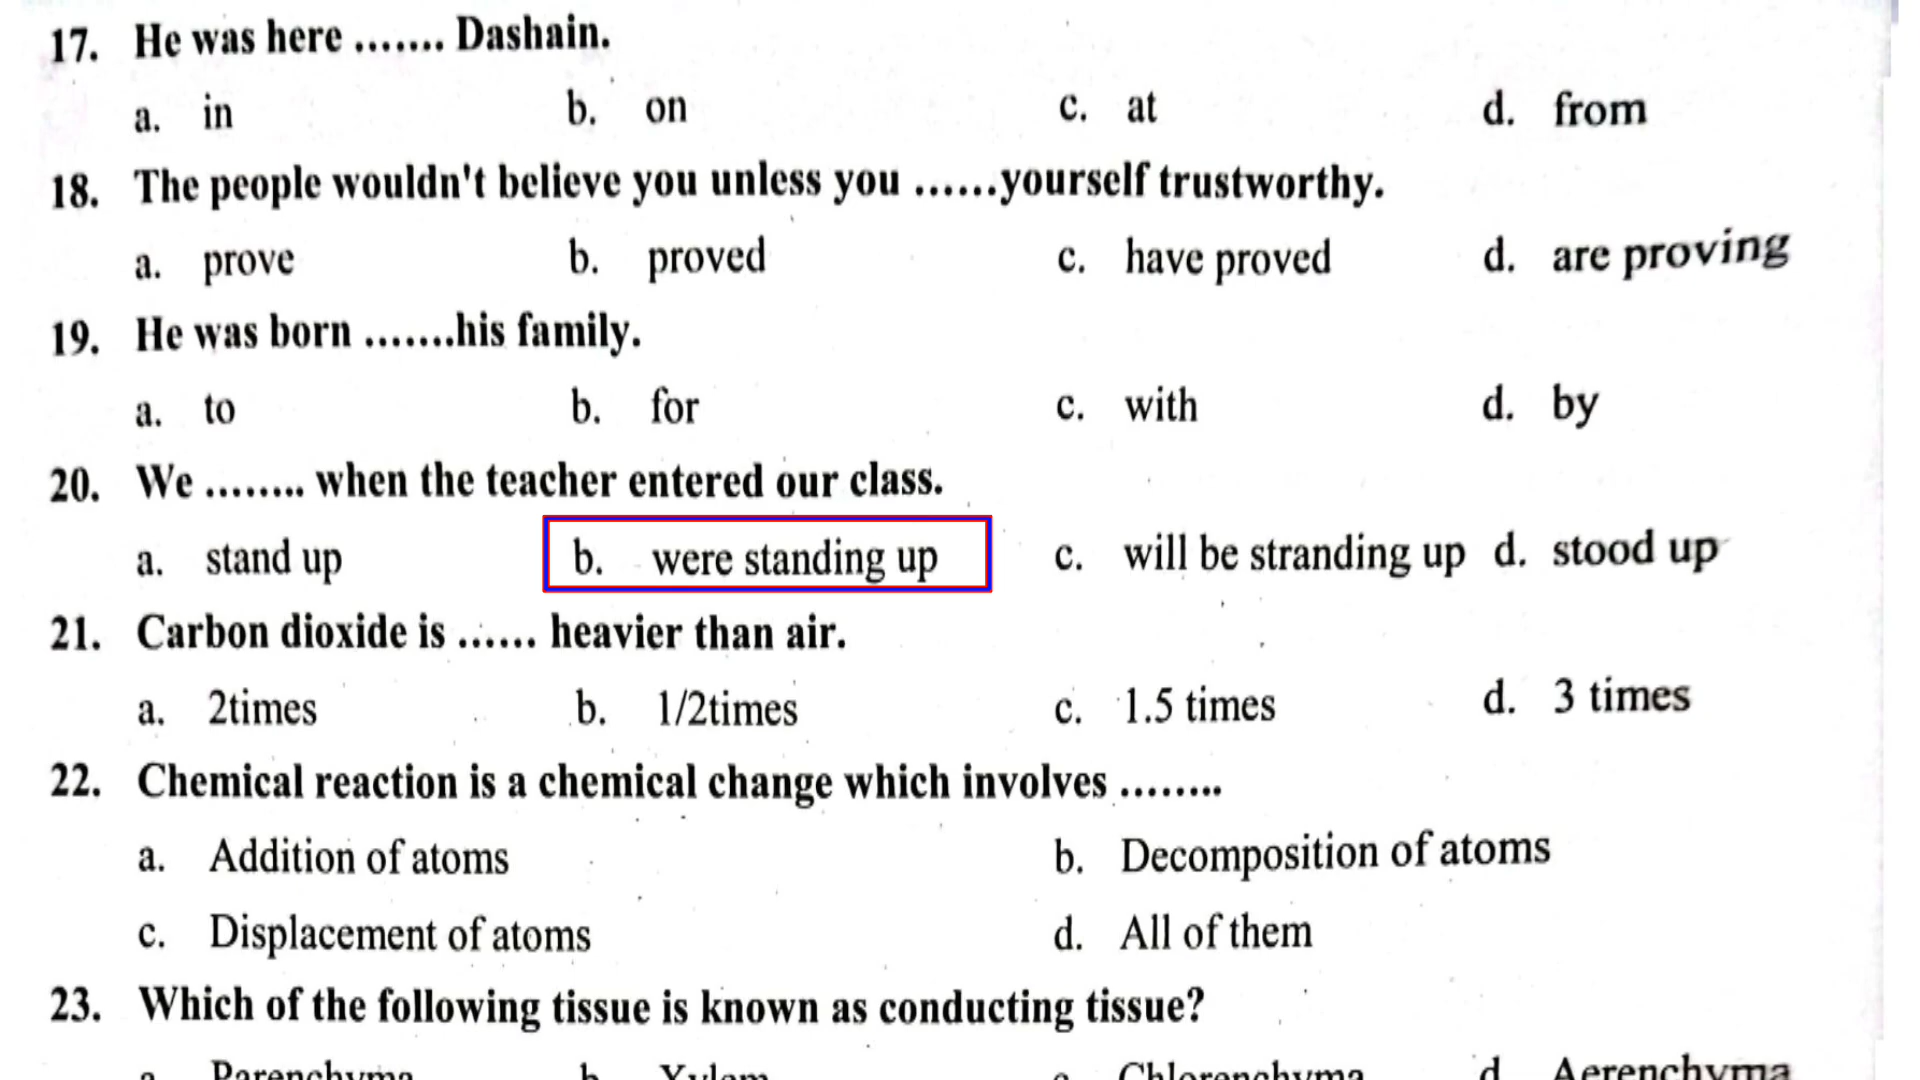 17. He was here ....... Dashain.
a. in b. on c. at d. from
18. The people wouldn't believe you unless you ......yourself trustworthy.
a. prove b. proved c. have proved d. are proving
19. He was born .......his family.
a. to b. for c. with d. by
20. We ........ when the teacher entered our class.
a. stand up b. were standing up c. will be stranding up d. stood up
21. Carbon dioxide is ...... heavier than air.
a. 2times b. 1/2times c. 1.5 times d. 3 times
22. Chemical reaction is a chemical change which involves ........
a. Addition of atoms b. Decomposition of atoms
c. Displacement of atoms d. All of them
23. Which of the following tissue is known as conducting tissue?
a Parenchyma b Xylem c Chlorenchyma d Aerenchyma